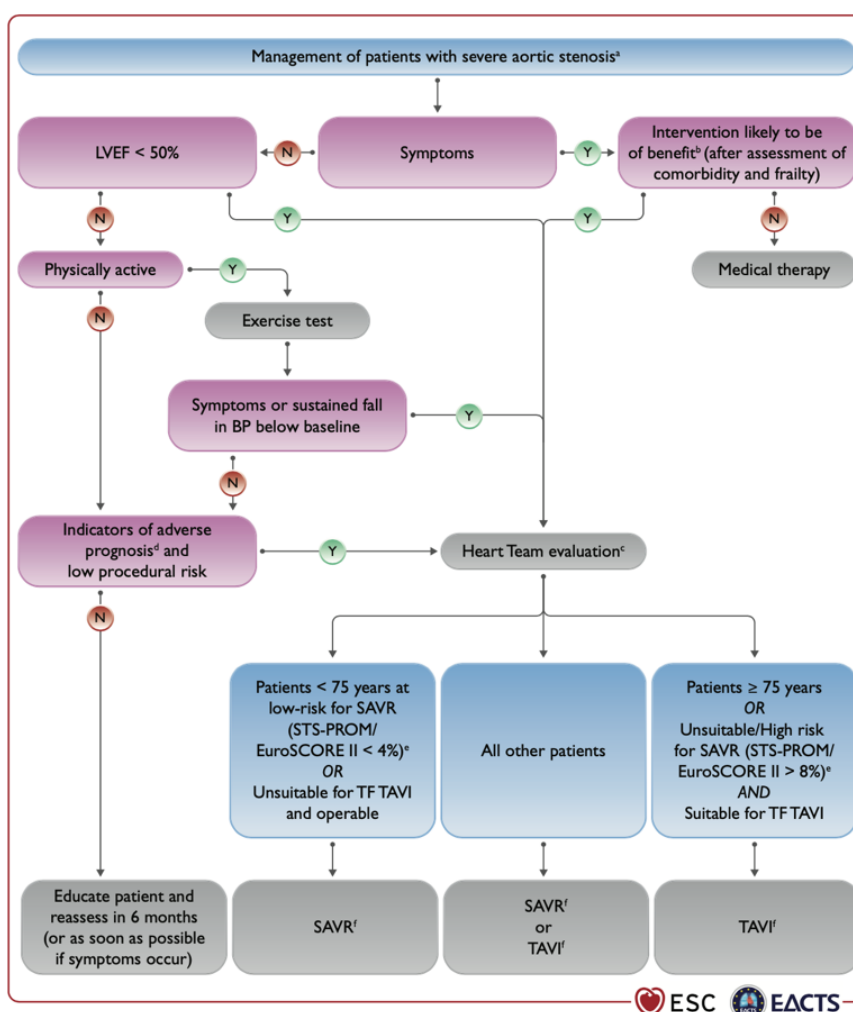 Management of patients with severe aortic stenosisᵃ
LVEF < 50%
N
Symptoms
Y
Intervention likely to be
of benefitᵇ (after assessment of
comorbidity and frailty)
N
Y
Y
N
Physically active
Y
Medical therapy
N
Exercise test
Symptoms or sustained fall
in BP below baseline
Y
N
Indicators of adverse
prognosisᵈ and
low procedural risk
Y
Heart Team evaluationᶜ
N
Patients < 75 years at
low-risk for SAVR
(STS-PROM/
EuroSCORE II < 4%)ᵉ
OR
Unsuitable for TF TAVI
and operable
All other patients
Patients ≥ 75 years
OR
Unsuitable/High risk
for SAVR (STS-PROM/
EuroSCORE II > 8%)ᵉ
AND
Suitable for TF TAVI
Educate patient and
reassess in 6 months
(or as soon as possible
if symptoms occur)
SAVRᶠ
SAVRᶠ
or
TAVIᶠ
TAVIᶠ
ESC
EACTS